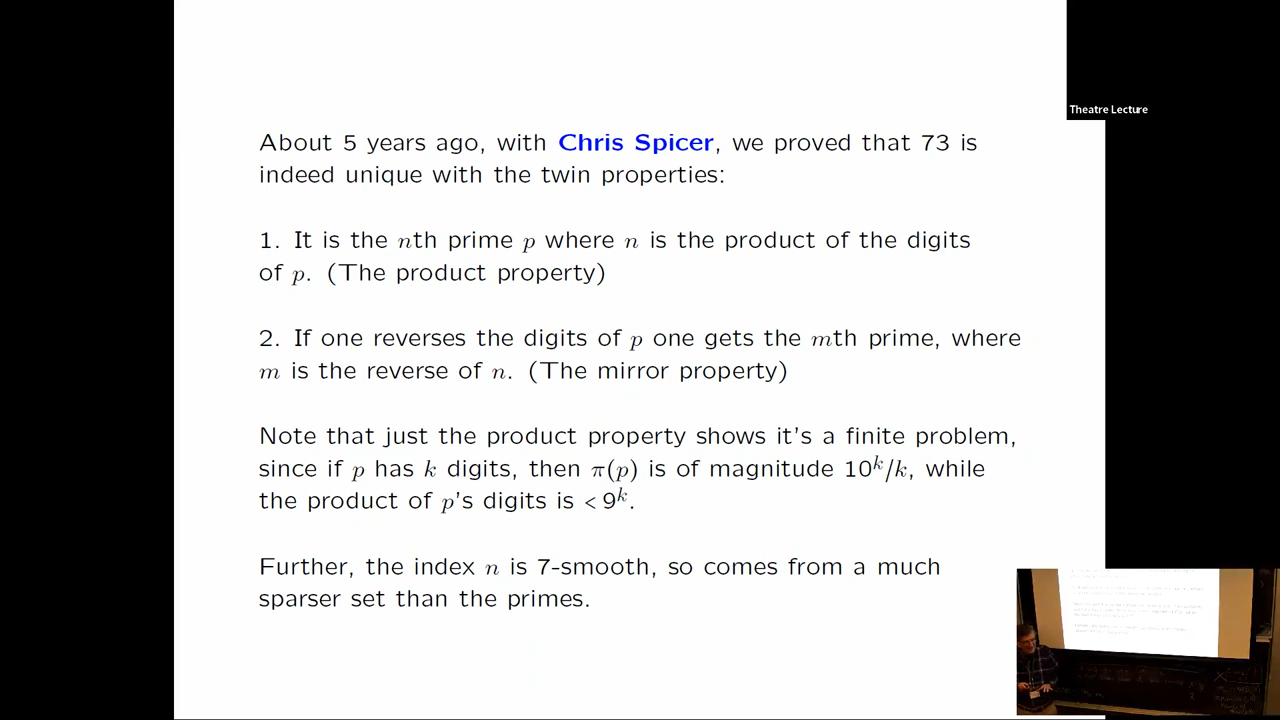 Theatre Lecture
About 5 years ago, with Chris Spicer, we proved that 73 is
indeed unique with the twin properties:
1. It is the nth prime p where n is the product of the digits
of p. (The product property)
2. If one reverses the digits of p one gets the mth prime, where
m is the reverse of n. (The mirror property)
Note that just the product property shows it's a finite problem,
since if p has k digits, then π(p) is of magnitude 10^k/k, while
the product of p's digits is < 9^k.
Further, the index n is 7-smooth, so comes from a much
sparser set than the primes.